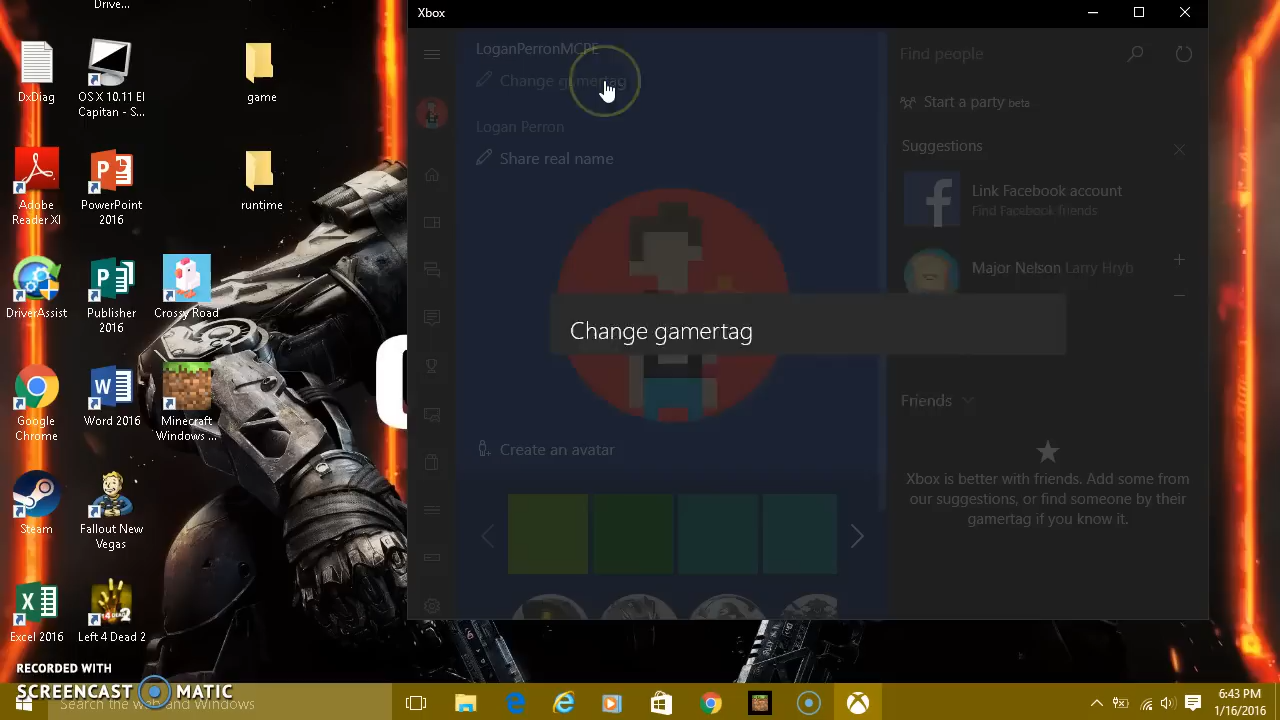 Drive...
DxDiag
OS X 10.11 El
Capitan - S...
game
Adobe
Reader XI
PowerPoint
2016
runtime
DriverAssist
Publisher
2016
Crossy Road
Google
Chrome
Word 2016
Minecraft
Windows ...
Steam
Fallout New
Vegas
Excel 2016
Left 4 Dead 2
RECORDED WITH
SCREENCAST MATIC
Search the web and Windows
Xbox
LoganPerronMCPE
Change gamertag
Logan Perron
Share real name
Change gamertag
Create an avatar
Find people
Start a party beta
Suggestions
Link Facebook account
Find Facebook friends
Major Nelson Larry Hryb
Friends
Xbox is better with friends. Add some from
our suggestions, or find someone by their
gamertag if you know it.
6:43 PM
1/16/2016